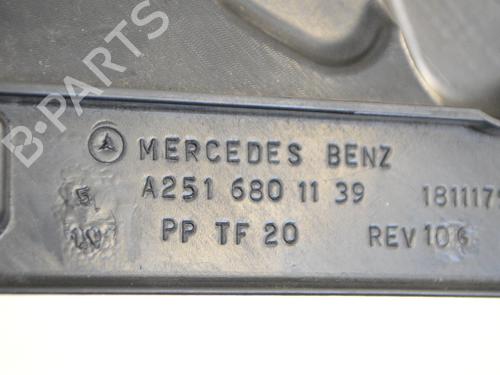 B-PARTS
MERCEDES BENZ
A251 680 11 39
PP TF 20 REV 10